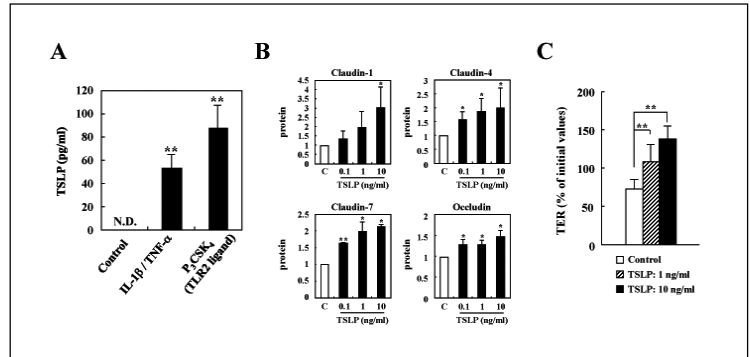 A
TSLP (pg/ml)
120
100
80
60
40
20
0
N.D.
**
**
Control
IL-1β / TNF-α
P3CSK4
(TLR2 ligand)
B
Claudin-1
protein
4.5
4
3.5
3
2.5
2
1.5
1
0.5
*
C 0.1 1 10
TSLP (ng/ml)
Claudin-4
protein
3
2.5
2
1.5
1
0.5
0
* * *
C 0.1 1 10
TSLP (ng/ml)
Claudin-7
protein
2.5
2
1.5
1
0.5
0
** * *
C 0.1 1 10
TSLP (ng/ml)
Occludin
protein
2
1.5
1
0.5
0
* * *
C 0.1 1 10
TSLP (ng/ml)
C
TER (% of initial values)
200
150
100
50
0
**
**
Control
TSLP: 1 ng/ml
TSLP: 10 ng/ml